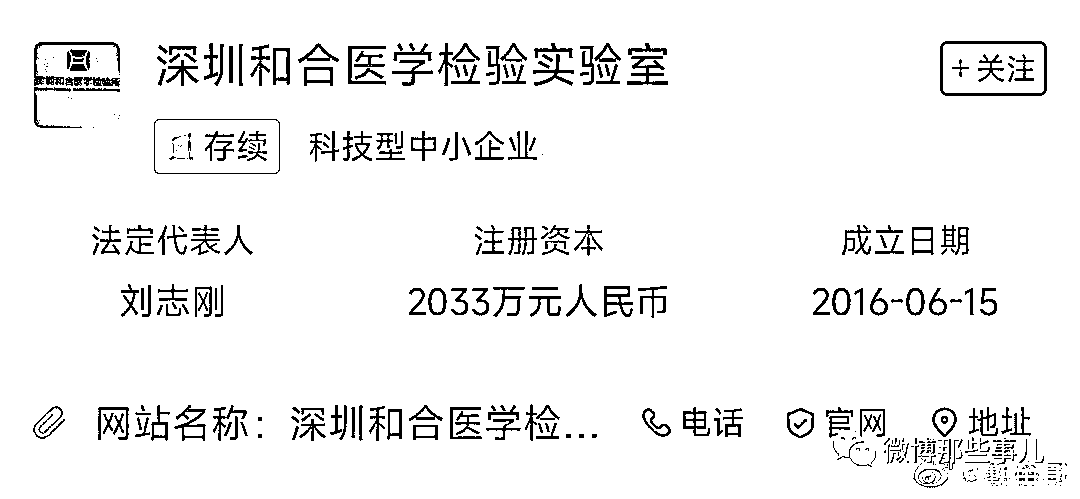 深圳和合医学检验实验室
+关注
存续 科技型中小企业
法定代表人 注册资本 成立日期
刘志刚 2033万元人民币 2016-06-15
网站名称：深圳和合医学检... 电话 官网 地址
微博那些事儿